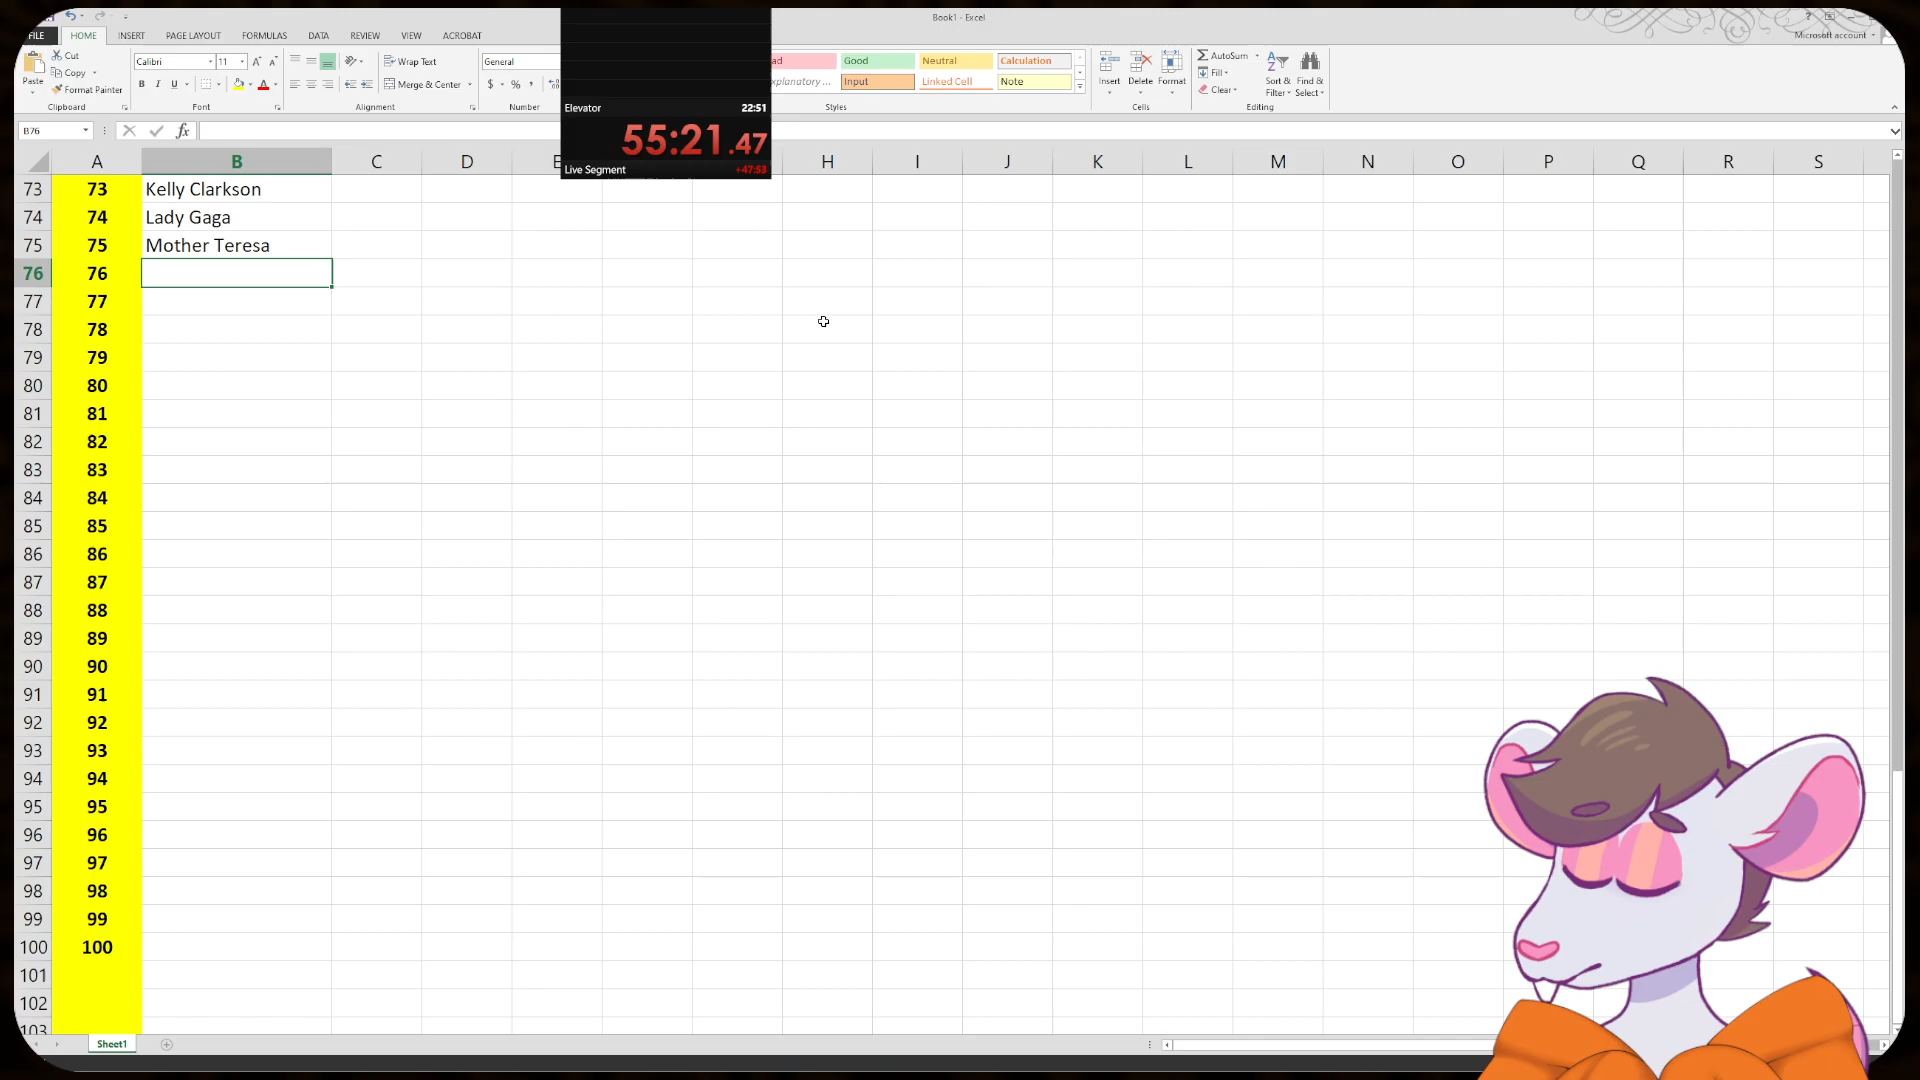 Book1 - Excel
FILE HOME INSERT PAGE LAYOUT FORMULAS DATA REVIEW VIEW ACROBAT Microsoft account
Paste Cut
Copy
Format Painter
Clipboard
Calibri 11
B I U A
Font
Wrap Text
Merge & Center
Alignment
General
$ % ,
Number
Good Neutral Calculation
Input Linked Cell Note
Styles
Insert Delete Format
Cells
AutoSum
Fill
Clear
Sort & Filter
Find & Select
Editing
Elevator 22:51
55:21.47
Live Segment +47:53
B76 fx
A B C D E H I J K L M N O P Q R S
73 73 Kelly Clarkson
74 74 Lady Gaga
75 75 Mother Teresa
76 76
77 77
78 78
79 79
80 80
81 81
82 82
83 83
84 84
85 85
86 86
87 87
88 88
89 89
90 90
91 91
92 92
93 93
94 94
95 95
96 96
97 97
98 98
99 99
100 100
101
102
103
Sheet1